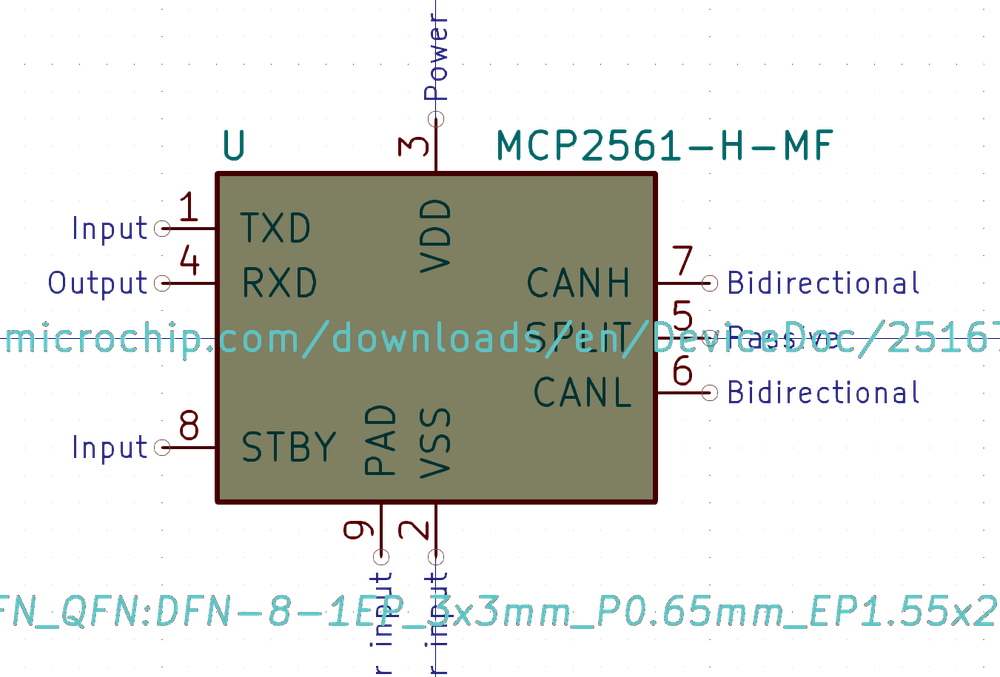 Power
U
3
MCP2561-H-MF
Input 1 TXD
VDD
Output 4 RXD
CANH 7 Bidirectional
SPLIT 5 Passive
microchip.com/downloads/en/DeviceDoc/25167
CANL 6 Bidirectional
Input 8 STBY
PAD
VSS
9
2
r input
r input
FN_QFN:DFN-8-1EP_3x3mm_P0.65mm_EP1.55x2